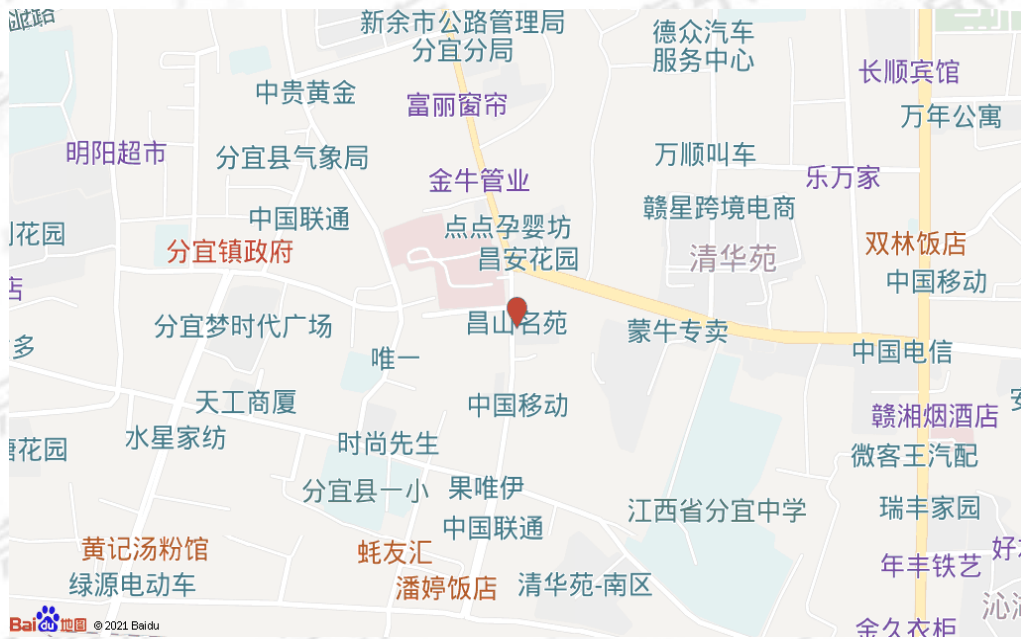 新余市公路管理局
分宜分局
德众汽车
服务中心
长顺宾馆
中贵黄金
富丽窗帘
万年公寓
明阳超市
分宜县气象局
万顺叫车
金牛管业
乐万家
赣星跨境电商
中国联通
点点孕婴坊
花园
分宜镇政府
昌安花园
清华苑
双林饭店
中国移动
店
分宜梦时代广场
昌山名苑
蒙牛专卖
多
唯一
中国电信
天工商厦
中国移动
赣湘烟酒店
水星家纺
时尚先生
花园
微客王汽配
分宜县一小
果唯伊
江西省分宜中学
瑞丰家园
中国联通
黄记汤粉馆
蚝友汇
年丰铁艺
绿源电动车
潘婷饭店
清华苑-南区
金久衣柜
Bai du 地图 © 2021 Baidu